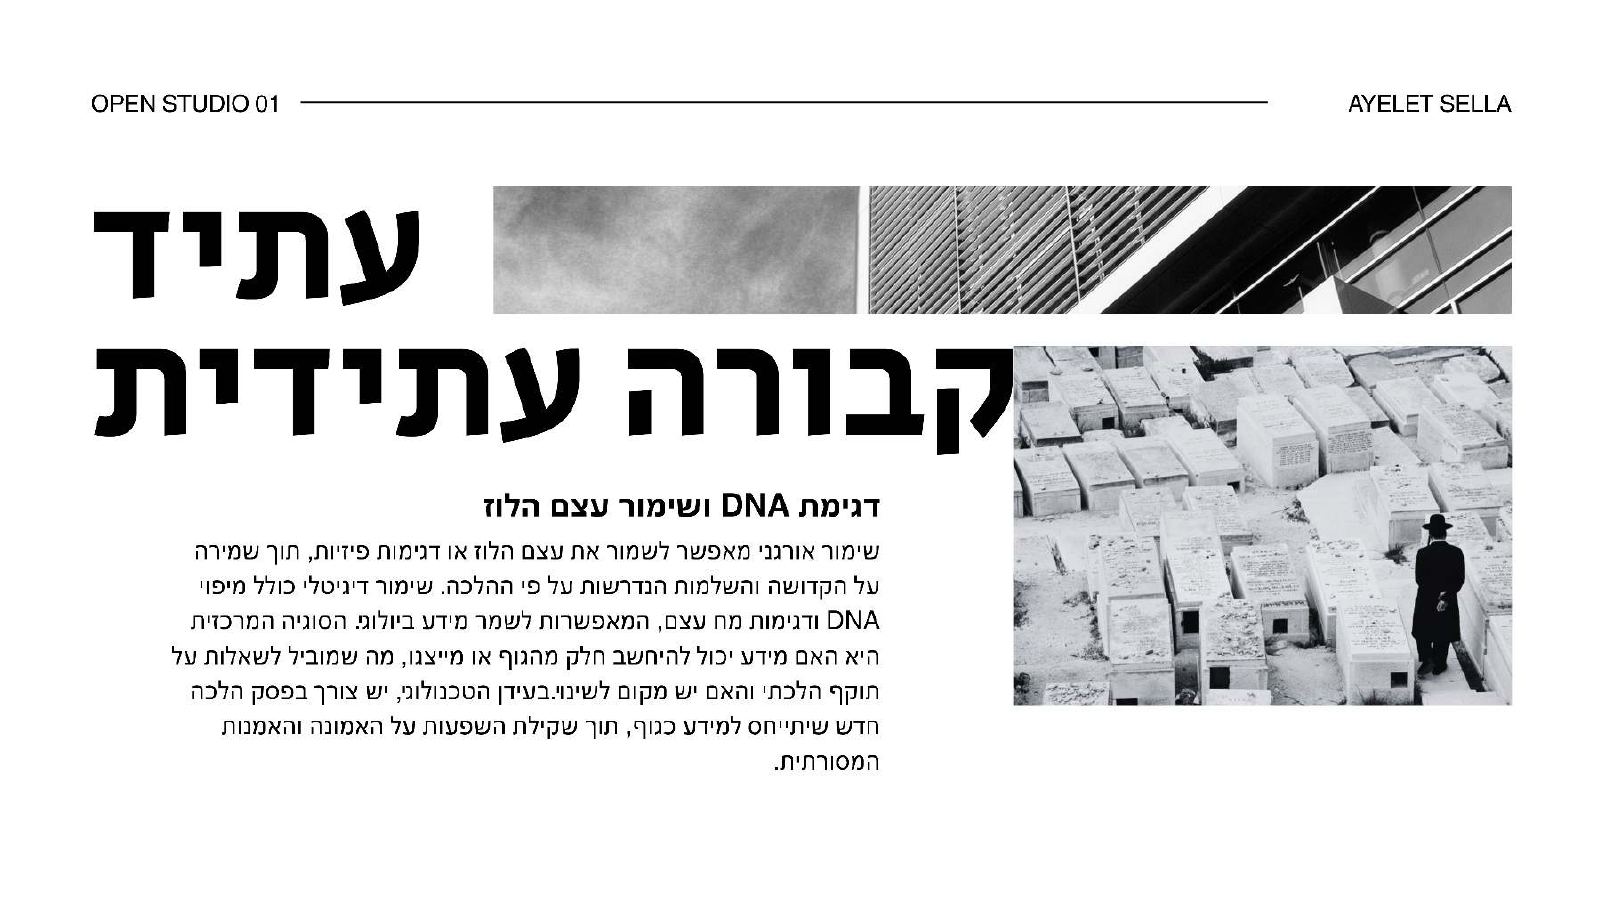 OPEN STUDIO 01
AYELET SELLA
עתיד
קבורה עתידית
דגימת DNA ושימור עצם הלוז
שימור אורגני מאפשר לשמור את עצם הלוז או דגימות פיזיות, תוך שמירה
על הקדושה והשלמות הנדרשות על פי ההלכה. שימור דיגיטלי כולל מיפוי
DNA ודגימות מח עצם, המאפשרות לשמר מידע ביולוגי. הסוגיה המרכזית
היא האם מידע יכול להיחשב חלק מהגוף או מייצגו, מה שמוביל לשאלות על
תוקף הלכתי והאם יש מקום לשינוי.בעידן הטכנולוגי, יש צורך בפסק הלכה
חדש שיתייחס למידע כגוף, תוך שקילת השפעות על האמונה והאמנות
המסורתית.